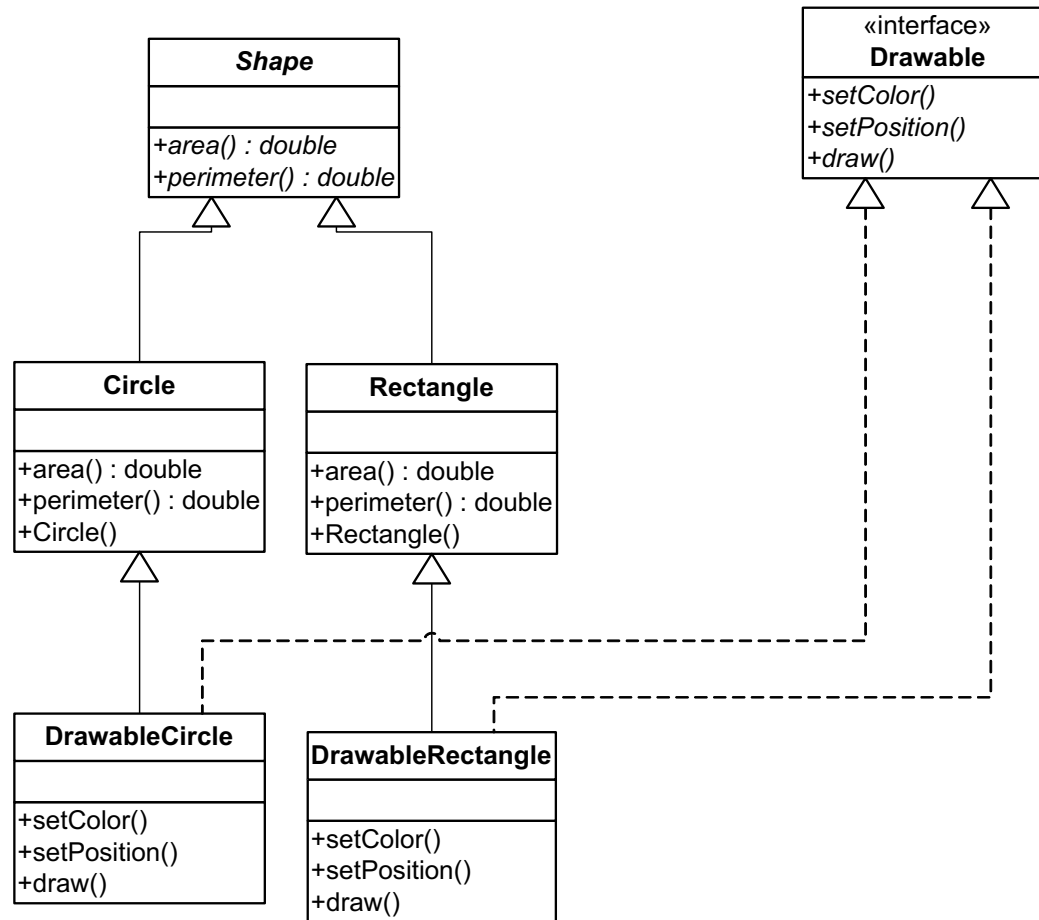 Shape
+area() : double
+perimeter() : double
«interface»
Drawable
+setColor()
+setPosition()
+draw()
Circle
+area() : double
+perimeter() : double
+Circle()
Rectangle
+area() : double
+perimeter() : double
+Rectangle()
DrawableCircle
+setColor()
+setPosition()
+draw()
DrawableRectangle
+setColor()
+setPosition()
+draw()